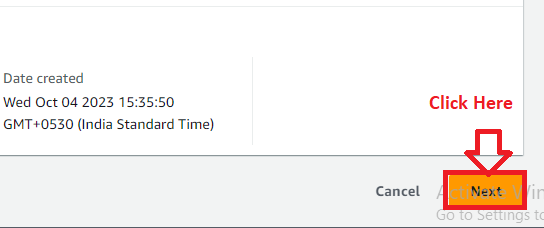 Date created
Wed Oct 04 2023 15:35:50
GMT+0530 (India Standard Time)
Click Here
Cancel
Next
Go to Settings to